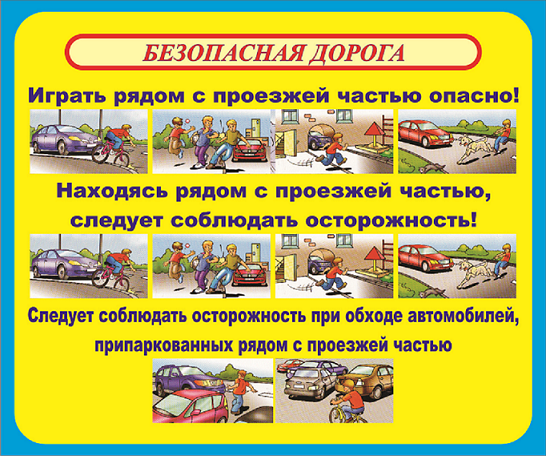 БЕЗОПАСНАЯ ДОРОГА
Играть рядом с проезжей частью опасно!
Находясь рядом с проезжей частью,
следует соблюдать осторожность!
Следует соблюдать осторожность при обходе автомобилей,
припаркованных рядом с проезжей частью